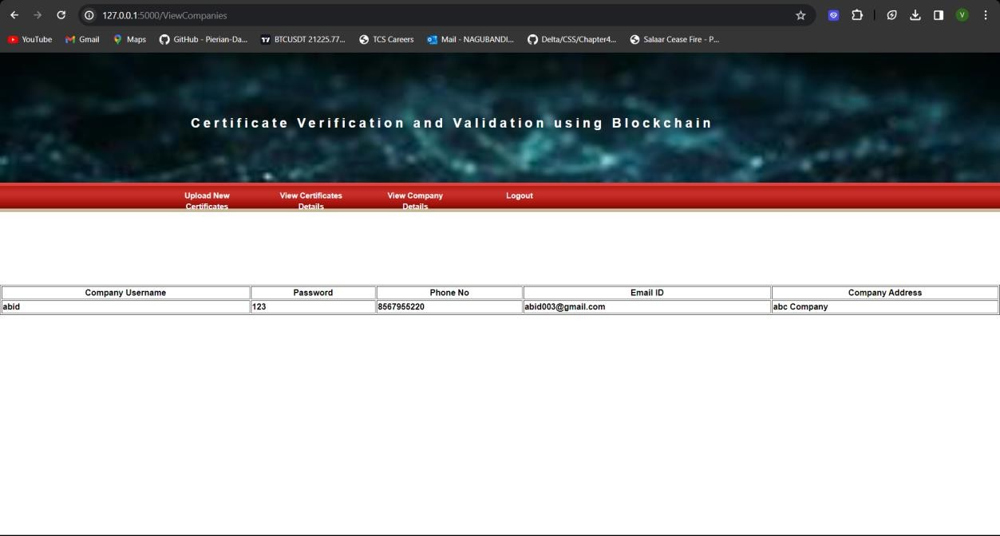 127.0.0.1:5000/ViewCompanies
V
YouTube Gmail Maps GitHub - Pierian-Da... BTCUSDT 21225.77... TCS Careers Mail - NAGUBANDI... Delta/CSS/Chapter4... Salaar Cease Fire - P...
Certificate Verification and Validation using Blockchain
Upload New Certificates
View Certificates Details
View Company Details
Logout
Company Username Password Phone No Email ID Company Address
abid 123 8567955220 abid003@gmail.com abc Company